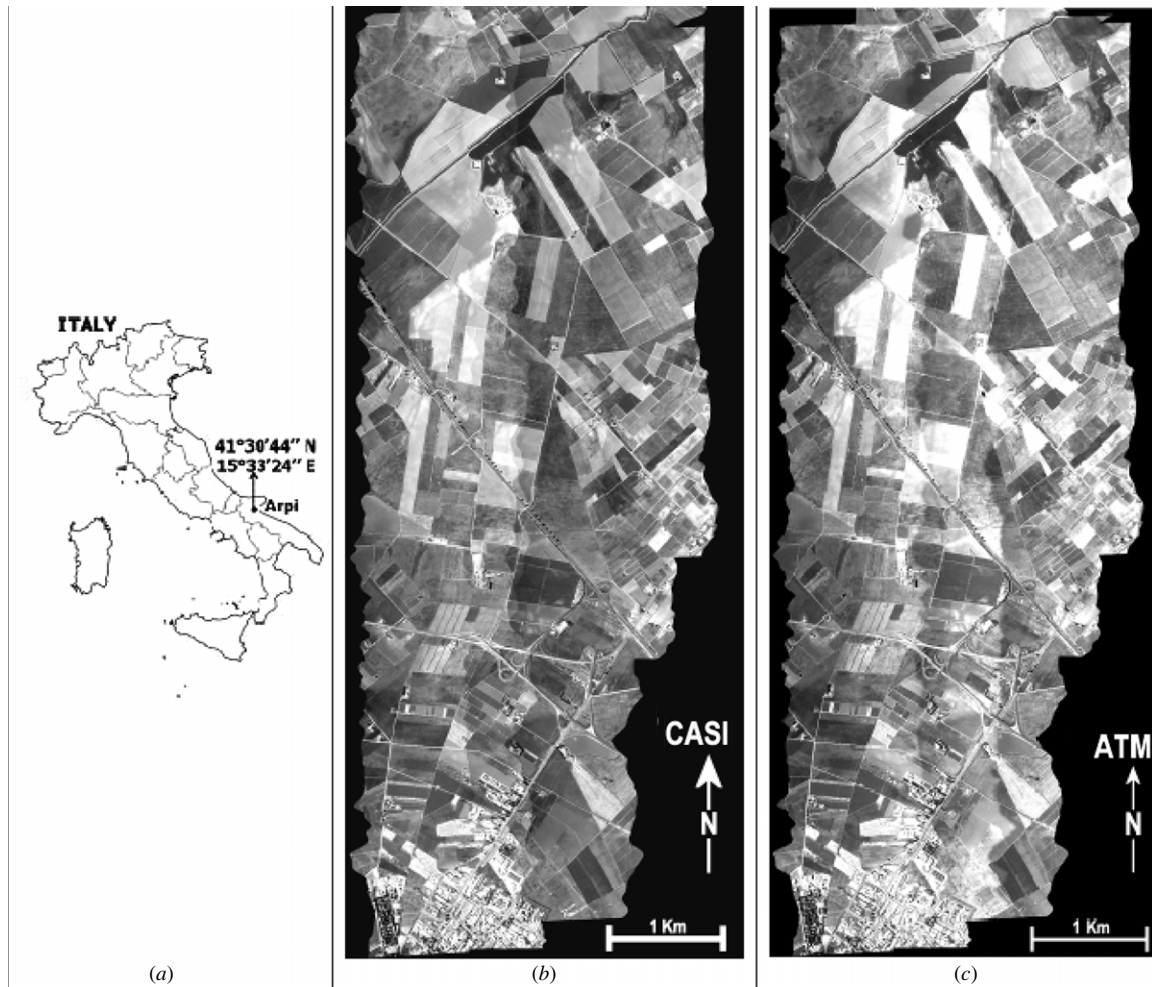 ITALY
41°30′44″ N
15°33′24″ E
Arpi
CASI
N
1 Km
ATM
N
1 Km
(a)
(b)
(c)